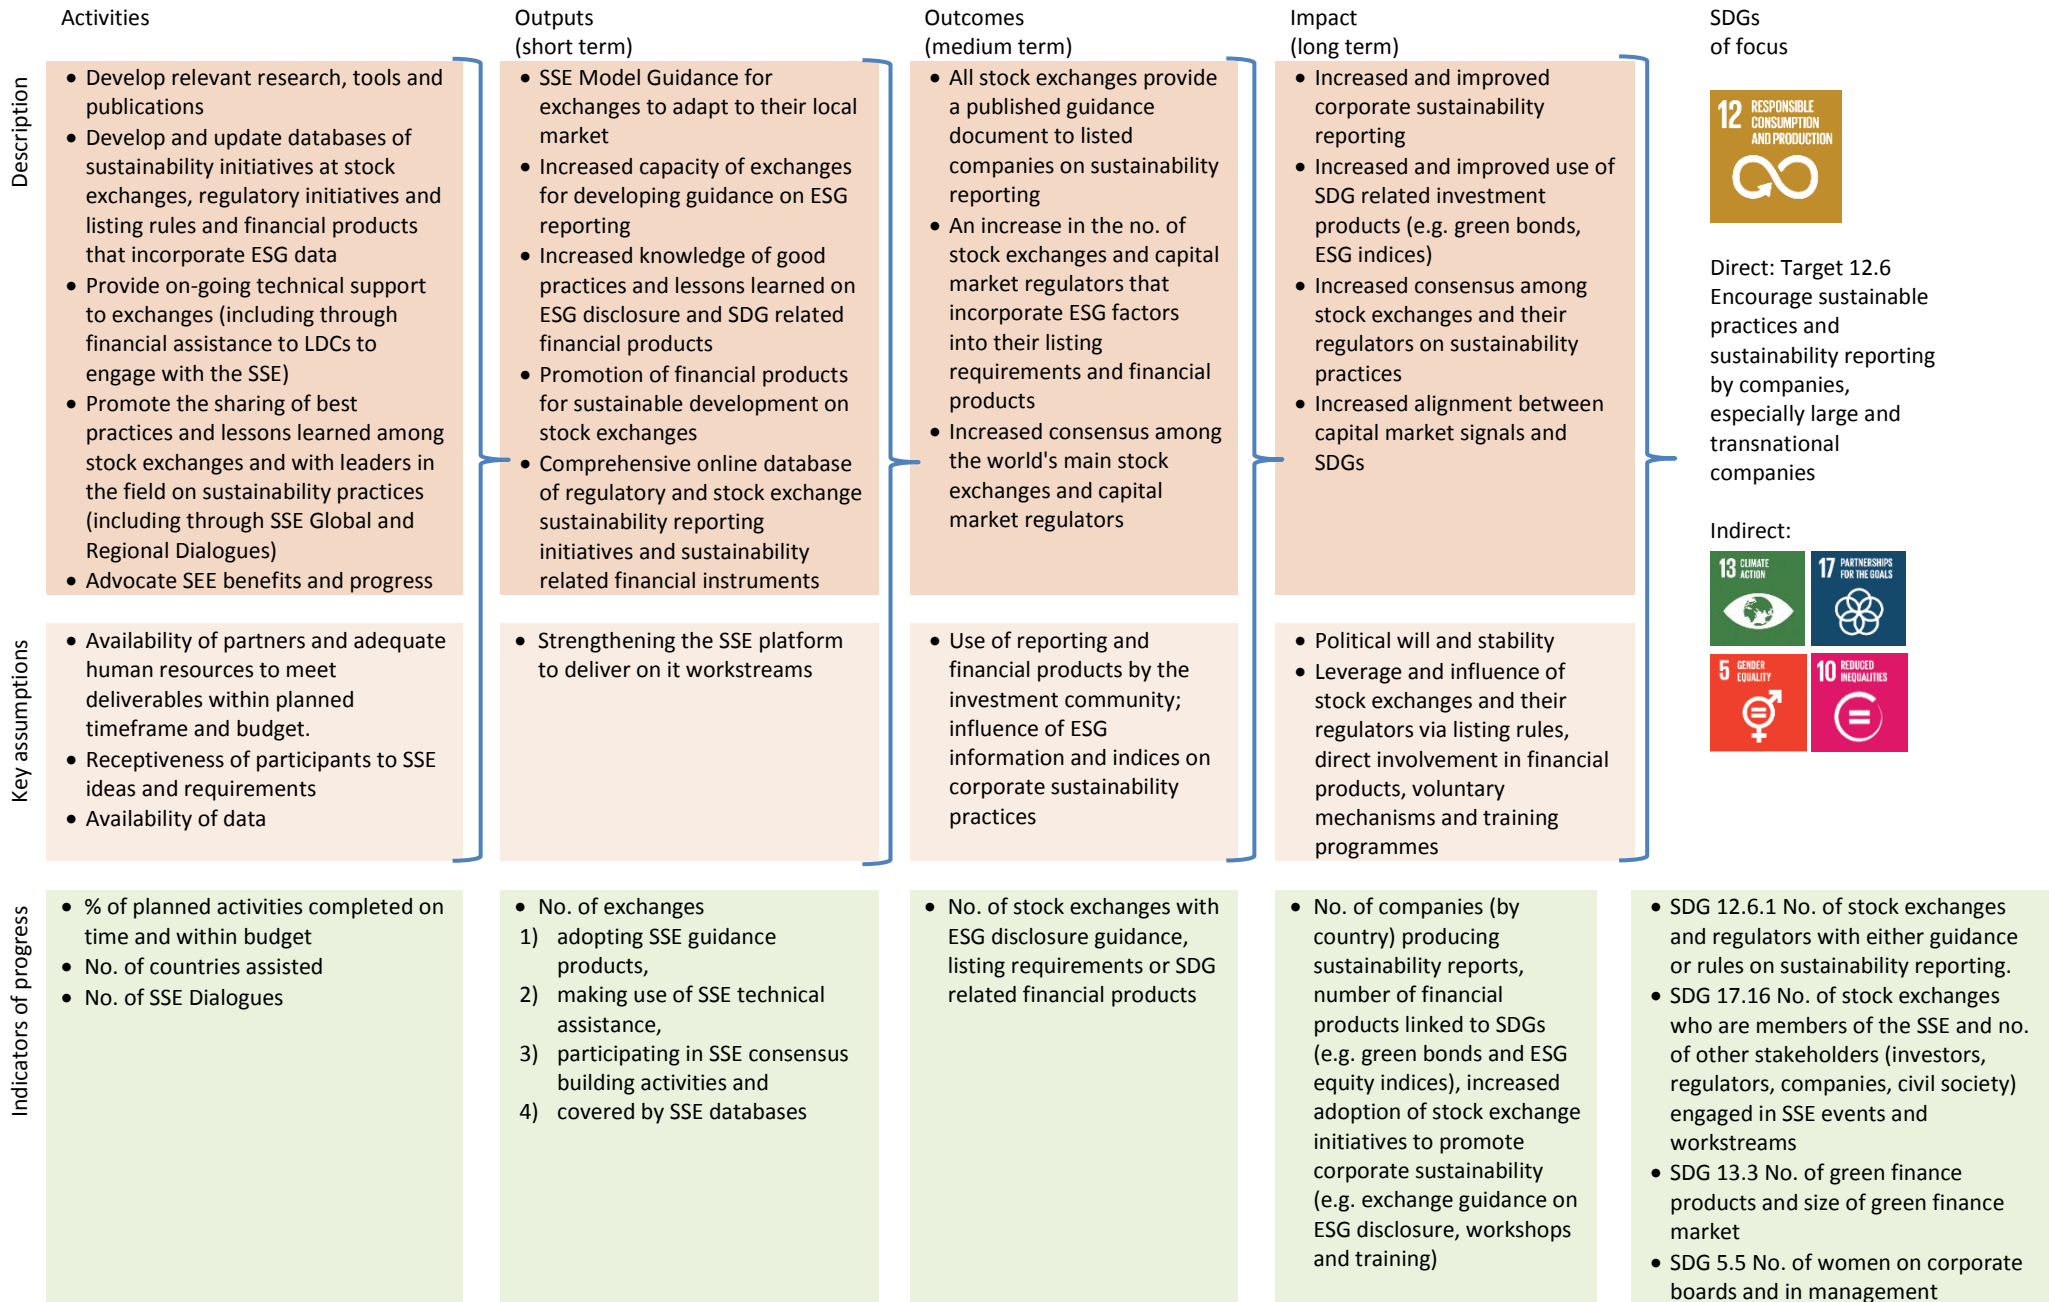 Activities
Outputs
(short term)
Outcomes
(medium term)
Impact
(long term)
SDGs
of focus
Description
• Develop relevant research, tools and
publications
• Develop and update databases of
sustainability initiatives at stock
exchanges, regulatory initiatives and
listing rules and financial products
that incorporate ESG data
• Provide on-going technical support
to exchanges (including through
financial assistance to LDCs to
engage with the SSE)
• Promote the sharing of best
practices and lessons learned among
stock exchanges and with leaders in
the field on sustainability practices
(including through SSE Global and
Regional Dialogues)
• Advocate SEE benefits and progress
• SSE Model Guidance for
exchanges to adapt to their local
market
• Increased capacity of exchanges
for developing guidance on ESG
reporting
• Increased knowledge of good
practices and lessons learned on
ESG disclosure and SDG related
financial products
• Promotion of financial products
for sustainable development on
stock exchanges
• Comprehensive online database
of regulatory and stock exchange
sustainability reporting
initiatives and sustainability
related financial instruments
• All stock exchanges provide
a published guidance
document to listed
companies on sustainability
reporting
• An increase in the no. of
stock exchanges and capital
market regulators that
incorporate ESG factors
into their listing
requirements and financial
products
• Increased consensus among
the world's main stock
exchanges and capital
market regulators
• Increased and improved
corporate sustainability
reporting
• Increased and improved use of
SDG related investment
products (e.g. green bonds,
ESG indices)
• Increased consensus among
stock exchanges and their
regulators on sustainability
practices
• Increased alignment between
capital market signals and
SDGs
12 RESPONSIBLE
CONSUMPTION
AND PRODUCTION
Direct: Target 12.6
Encourage sustainable
practices and
sustainability reporting
by companies,
especially large and
transnational
companies
Indirect:
13 CLIMATE
ACTION
17 PARTNERSHIPS
FOR THE GOALS
5 GENDER
EQUALITY
10 REDUCED
INEQUALITIES
Key assumptions
• Availability of partners and adequate
human resources to meet
deliverables within planned
timeframe and budget.
• Receptiveness of participants to SSE
ideas and requirements
• Availability of data
• Strengthening the SSE platform
to deliver on it workstreams
• Use of reporting and
financial products by the
investment community;
influence of ESG
information and indices on
corporate sustainability
practices
• Political will and stability
• Leverage and influence of
stock exchanges and their
regulators via listing rules,
direct involvement in financial
products, voluntary
mechanisms and training
programmes
Indicators of progress
• % of planned activities completed on
time and within budget
• No. of countries assisted
• No. of SSE Dialogues
• No. of exchanges
1) adopting SSE guidance
products,
2) making use of SSE technical
assistance,
3) participating in SSE consensus
building activities and
4) covered by SSE databases
• No. of stock exchanges with
ESG disclosure guidance,
listing requirements or SDG
related financial products
• No. of companies (by
country) producing
sustainability reports,
number of financial
products linked to SDGs
(e.g. green bonds and ESG
equity indices), increased
adoption of stock exchange
initiatives to promote
corporate sustainability
(e.g. exchange guidance on
ESG disclosure, workshops
and training)
• SDG 12.6.1 No. of stock exchanges
and regulators with either guidance
or rules on sustainability reporting.
• SDG 17.16 No. of stock exchanges
who are members of the SSE and no.
of other stakeholders (investors,
regulators, companies, civil society)
engaged in SSE events and
workstreams
• SDG 13.3 No. of green finance
products and size of green finance
market
• SDG 5.5 No. of women on corporate
boards and in management